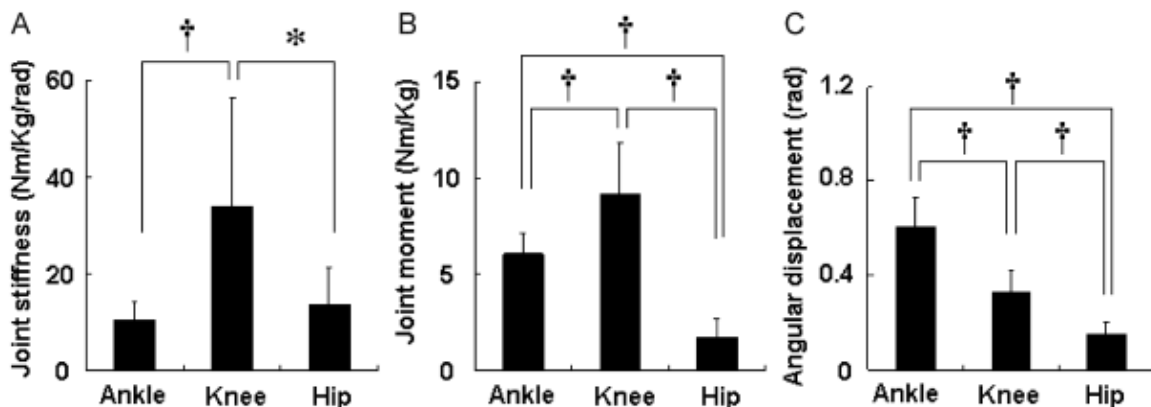 A
Joint stiffness (Nm/Kg/rad)
60
40
20
0
† *
Ankle Knee Hip
B
Joint moment (Nm/Kg)
15
10
5
0
†
† †
Ankle Knee Hip
C
Angular displacement (rad)
1.2
0.8
0.4
0
†
† †
Ankle Knee Hip